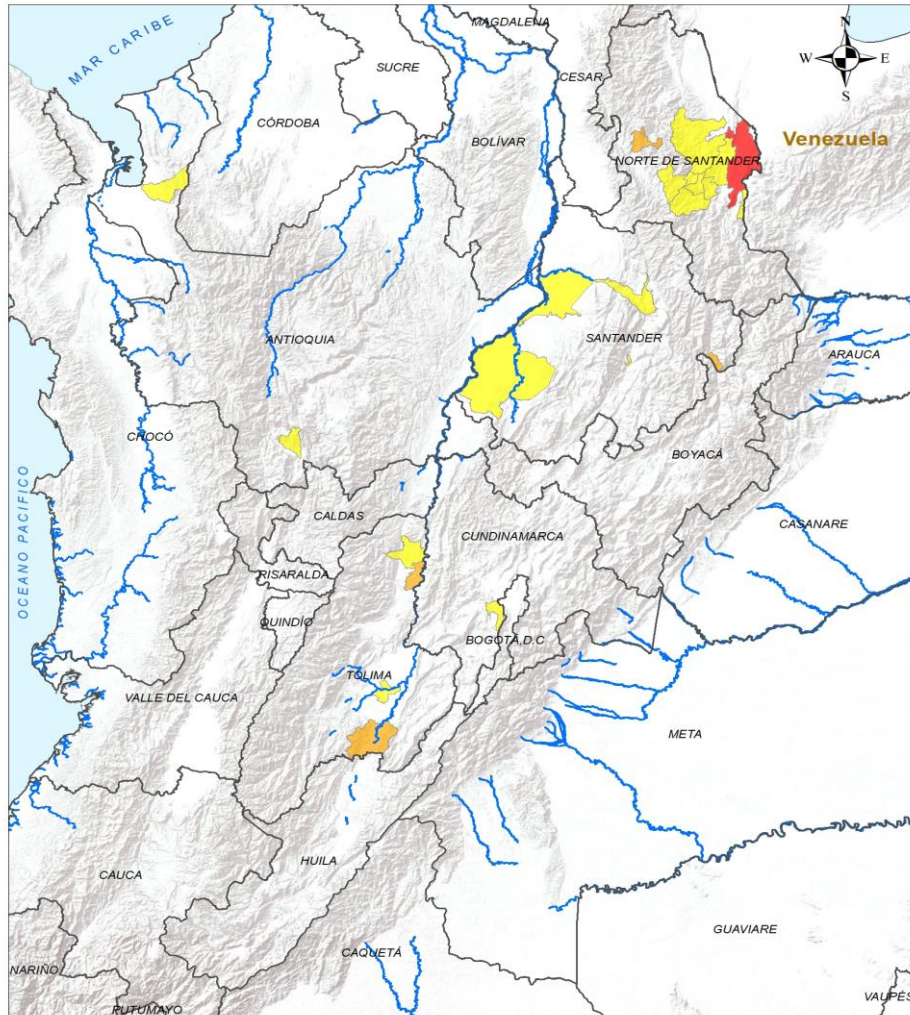 MAGDALENA
N
MAR CARIBE
W
E
S
SUCRE
CESAR
CÓRDOBA
BOLÍVAR
Venezuela
NORTE DE SANTANDER
ANTIOQUIA
SANTANDER
ARAUCA
CHOCÓ
BOYACÁ
OCEANO PACIFICO
CALDAS
CUNDINAMARCA
CASANARE
RISARALDA
QUINDÍO
BOGOTÁ, D.C
TOLIMA
VALLE DEL CAUCA
META
HUILA
CAUCA
GUAVIARE
CAQUETÁ
NARIÑO
VAUPÉS
PUTUMAYO